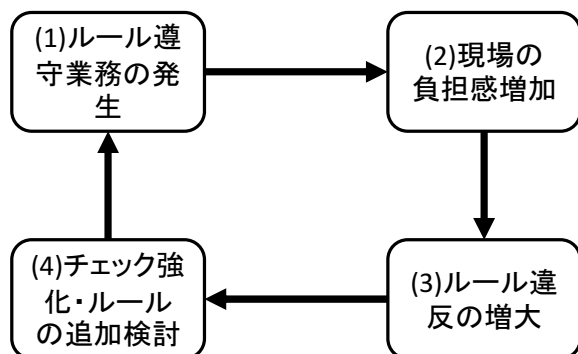 (1)ルール遵
守業務の発
生
(2)現場の
負担感増加
(3)ルール違
反の増大
(4)チェック強
化・ルール
の追加検討